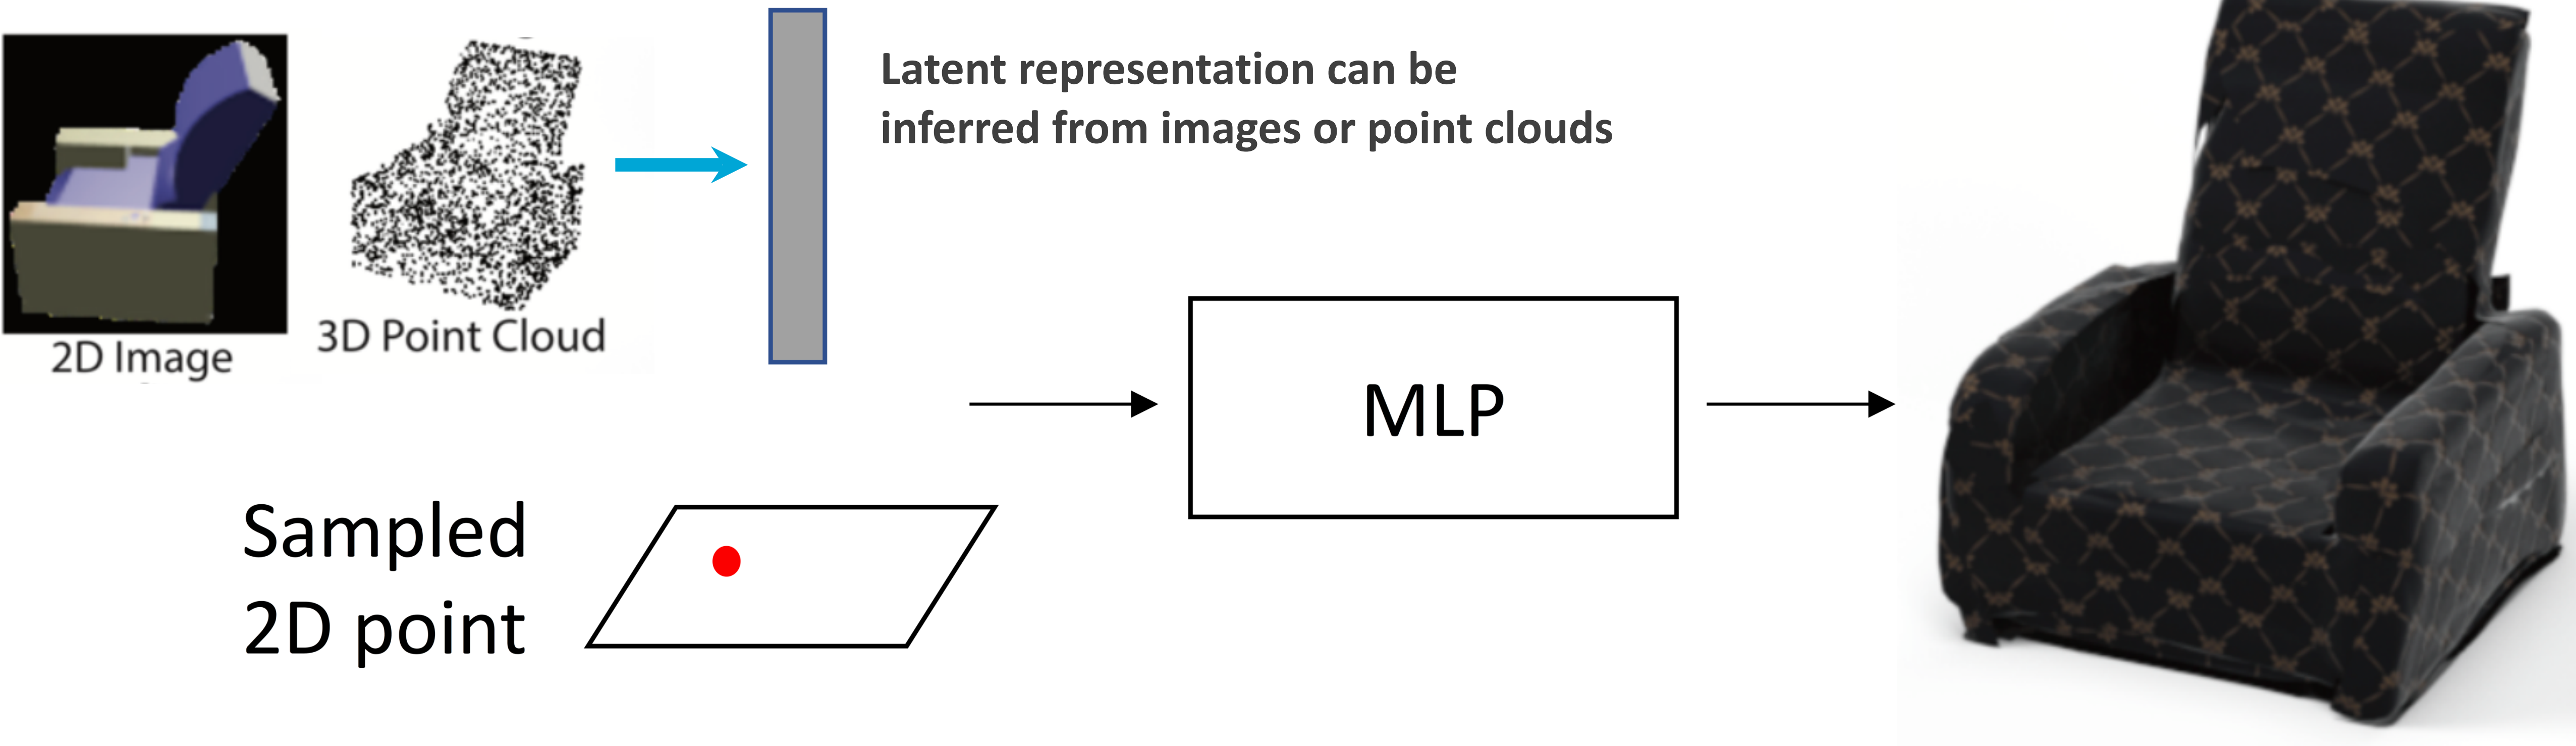 Latent representation can be
inferred from images or point clouds
2D Image
3D Point Cloud
MLP
Sampled
2D point